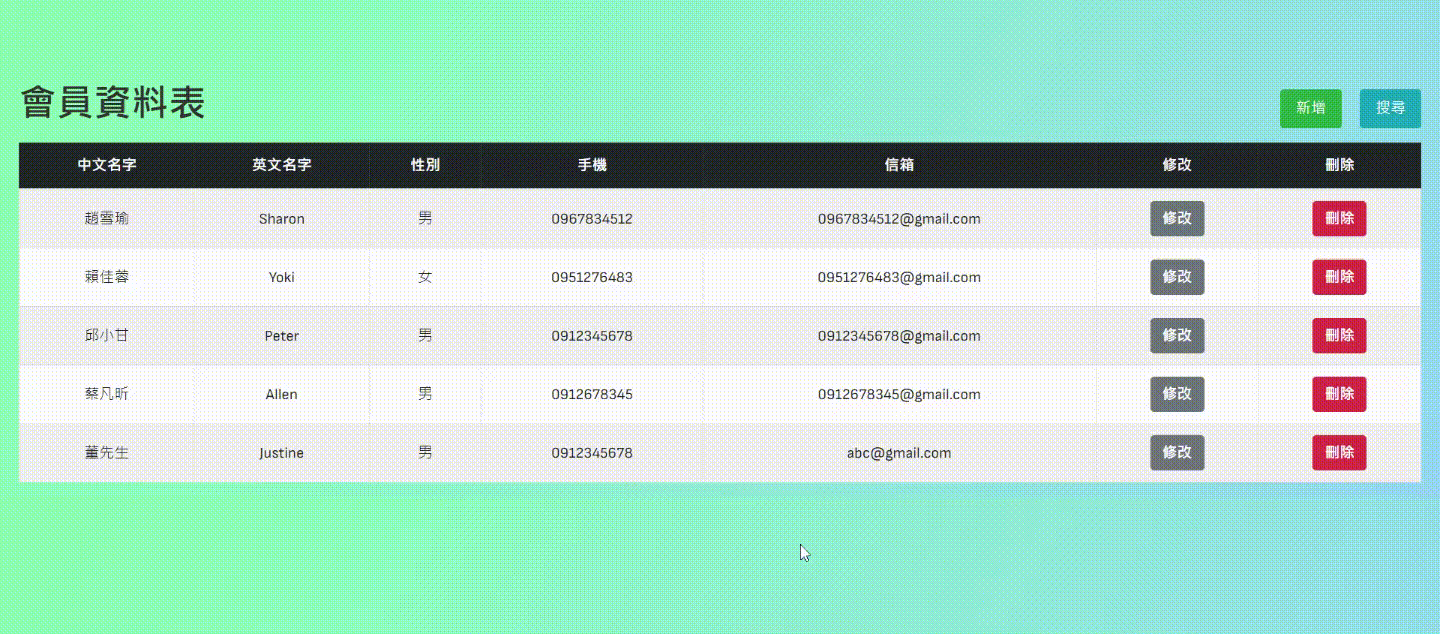 會員資料表
新增 搜尋
中文名字 英文名字 性別 手機 信箱 修改 刪除
趙雪瑜 Sharon 男 0967834512 0967834512@gmail.com 修改 刪除
賴佳蓉 Yoki 女 0951276483 0951276483@gmail.com 修改 刪除
邱小甘 Peter 男 0912345678 0912345678@gmail.com 修改 刪除
蔡凡昕 Allen 男 0912678345 0912678345@gmail.com 修改 刪除
董先生 Justine 男 0912345678 abc@gmail.com 修改 刪除